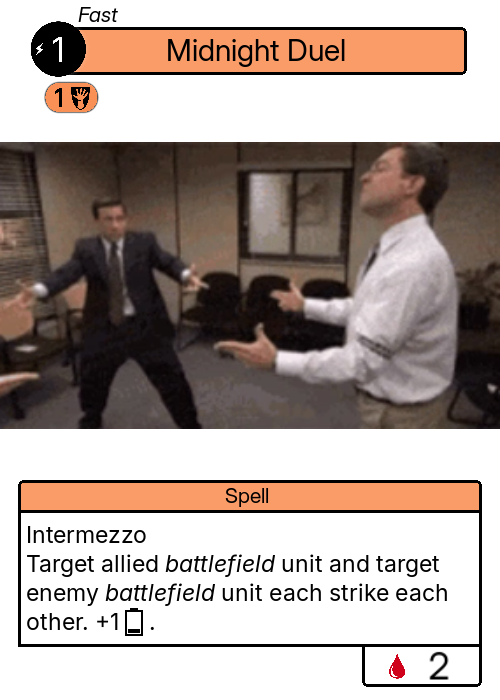 Fast
1
Midnight Duel
1
Spell
Intermezzo
Target allied battlefield unit and target
enemy battlefield unit each strike each
other. +1 .
2